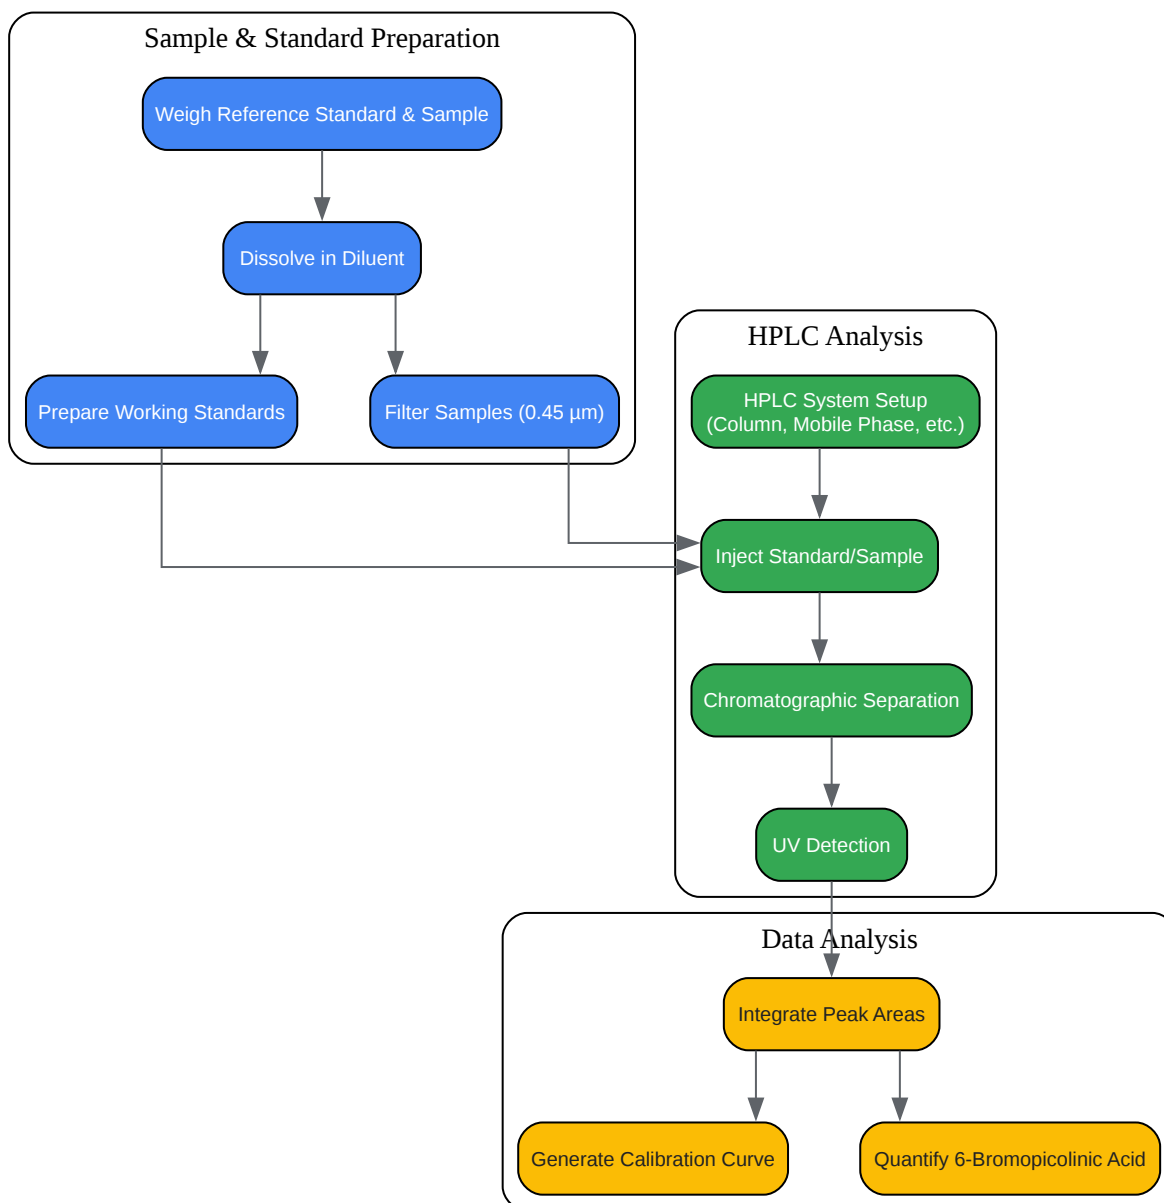 Sample & Standard Preparation
Weigh Reference Standard & Sample
Dissolve in Diluent
Prepare Working Standards
Filter Samples (0.45 µm)
HPLC Analysis
HPLC System Setup
(Column, Mobile Phase, etc.)
Inject Standard/Sample
Chromatographic Separation
UV Detection
Data Analysis
Integrate Peak Areas
Generate Calibration Curve
Quantify 6-Bromopicolinic Acid